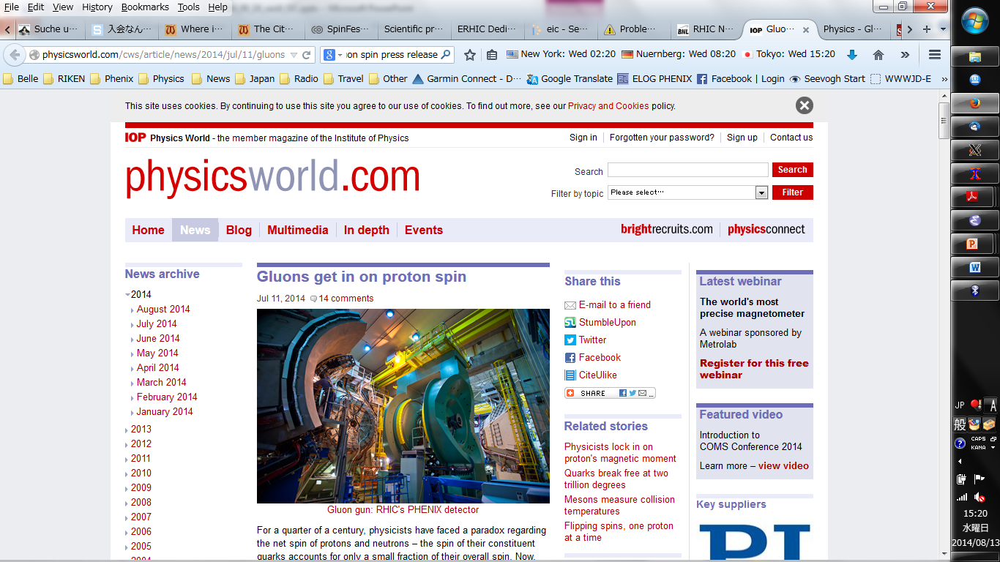 File Edit View History Bookmarks Tools Help
Suche u… 入会なん… Where i… The Cit… SpinFes… Scientific pr… ERHIC Dedi… eic - Se… Proble… RHIC N… IOP Gluo… Physics - Gl…
physicsworld.com/cws/article/news/2014/jul/11/gluons on spin press release New York: Wed 02:20 Nuernberg: Wed 08:20 Tokyo: Wed 15:20
Belle RIKEN Phenix Physics News Japan Radio Travel Other Garmin Connect - D… Google Translate ELOG PHENIX Facebook | Login Seevogh Start WWWJD-E
This site uses cookies. By continuing to use this site you agree to our use of cookies. To find out more, see our Privacy and Cookies policy.
IOP Physics World - the member magazine of the Institute of Physics
Sign in Forgotten your password? Sign up Contact us
physicsworld.com
Search Search
Filter by topic Please select… Filter
Home News Blog Multimedia In depth Events brightrecruits.com physicsconnect
News archive
2014
August 2014
July 2014
June 2014
May 2014
April 2014
March 2014
February 2014
January 2014
2013
2012
2011
2010
2009
2008
2007
2006
2005
Gluons get in on proton spin
Jul 11, 2014 14 comments
Gluon gun: RHIC's PHENIX detector
For a quarter of a century, physicists have faced a paradox regarding
the net spin of protons and neutrons – the spin of their constituent
quarks accounts for only a small fraction of their overall spin. Now,
Share this
E-mail to a friend
StumbleUpon
Twitter
Facebook
CiteUlike
SHARE ...
Related stories
Physicists lock in on
proton's magnetic moment
Quarks break free at two
trillion degrees
Mesons measure collision
temperatures
Flipping spins, one proton
at a time
Latest webinar
The world's most
precise magnetometer
A webinar sponsored by
Metrolab
Register for this free
webinar
Featured video
Introduction to
COMS Conference 2014
Learn more – view video
Key suppliers
PI
JP A
般
CAPS
KANA
15:20
水曜日
2014/08/13